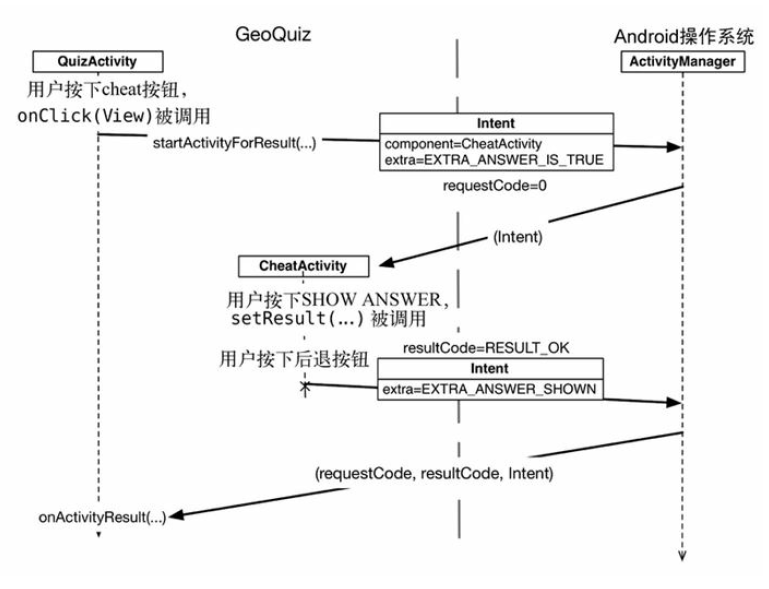 GeoQuiz
Android操作系统
QuizActivity
ActivityManager
用户按下cheat按钮，
onClick(View)被调用
startActivityForResult(...)
Intent
component=CheatActivity
extra=EXTRA_ANSWER_IS_TRUE
requestCode=0
(Intent)
CheatActivity
用户按下SHOW ANSWER，
setResult(...) 被调用
用户按下后退按钮
resultCode=RESULT_OK
Intent
extra=EXTRA_ANSWER_SHOWN
(requestCode, resultCode, Intent)
onActivityResult(...)